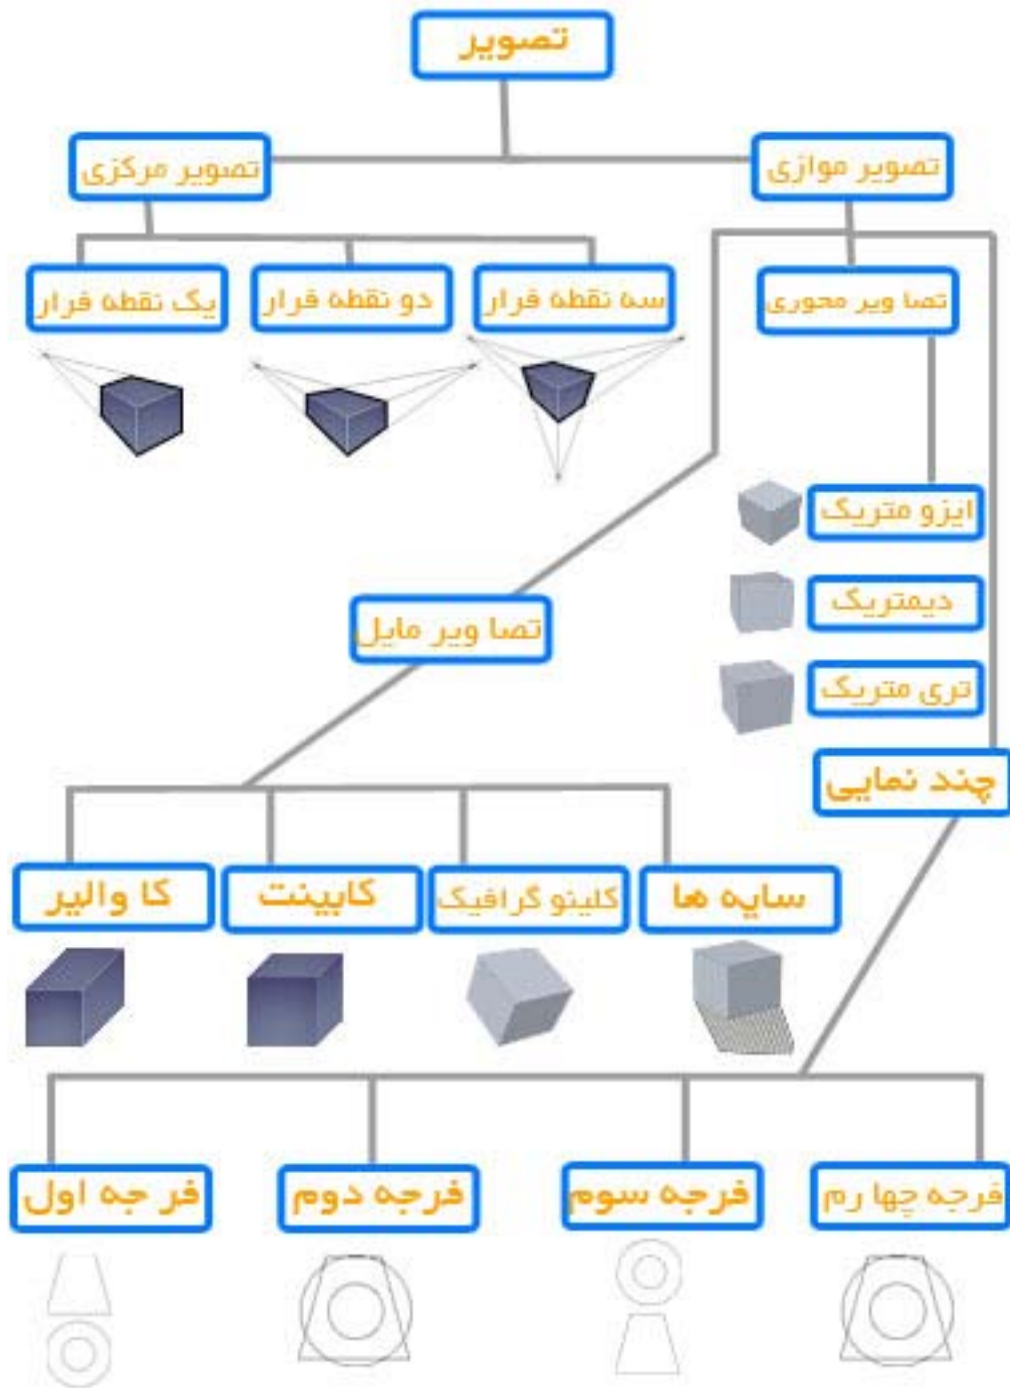 تصویر
تصویر موازی
تصویر مرکزی
تصا ویر محوری
سه نقطه فرار
دو نقطه فرار
یک نقطه فرار
ایزو متریک
دیمتریک
تری متریک
تصا ویر مایل
چند نمایی
سایه ها
کلینو گرافیک
کابینت
کا والیر
فرجه چها رم
فرجه سوم
فرجه دوم
فر جه اول